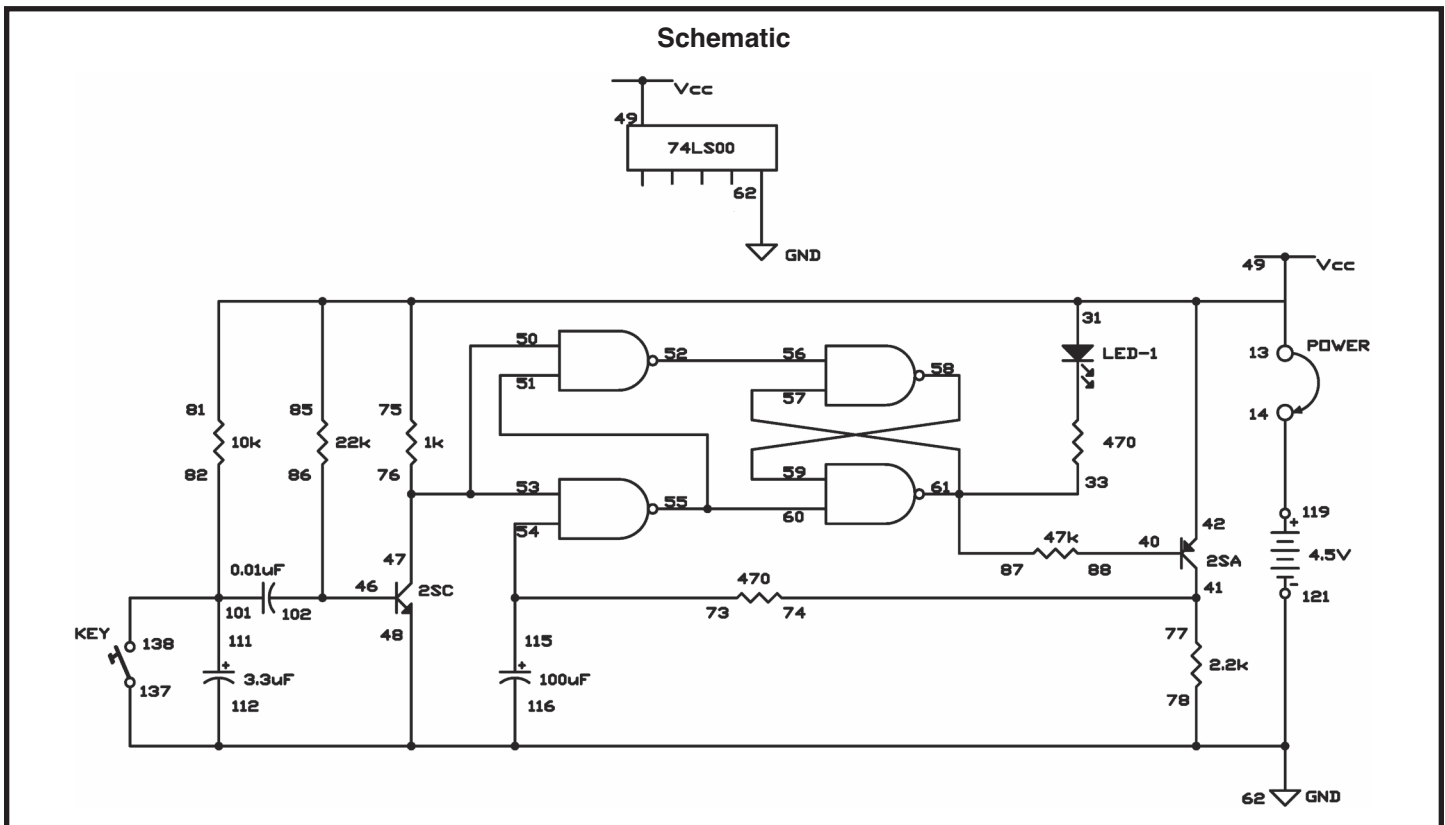 Schematic
Vcc
49
74LS00
62
GND
49 Vcc
31
50 52 56 58 LED-1 13 POWER
51 57
14
81 85 75
10k 22k 1k 470
82 86 76
53 55 59 61 33
54 60
119
42
47 47k 40 + 4.5V
0.01uF 46 2SC 87 88 2SA
470 41 - 121
101 102 73 74
KEY 138 111 48 115 77
+ 3.3uF + 100uF 2.2k
137 112 116 78
62 GND